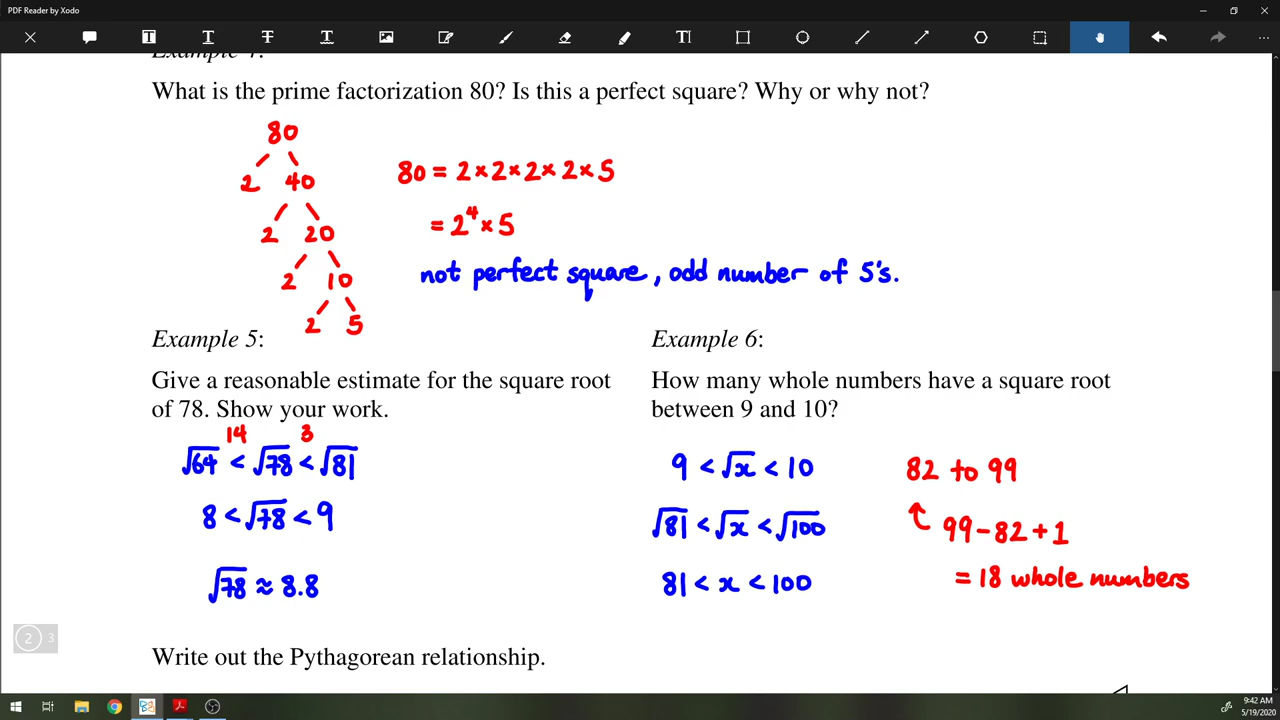 PDF Reader by Xodo
Example 4:
What is the prime factorization 80? Is this a perfect square? Why or why not?
80
2 40
80 = 2 × 2 × 2 × 2 × 5
2 20
= 2⁴ × 5
2 10
not perfect square, odd number of 5's.
2 5
Example 5:
Give a reasonable estimate for the square root
of 78. Show your work.
14 3
√64 < √78 < √81
8 < √78 < 9
√78 ≈ 8.8
Example 6:
How many whole numbers have a square root
between 9 and 10?
9 < √x < 10
√81 < √x < √100
81 < x < 100
82 to 99
99 - 82 + 1
= 18 whole numbers
Write out the Pythagorean relationship.
2 3
9:42 AM
5/19/2020